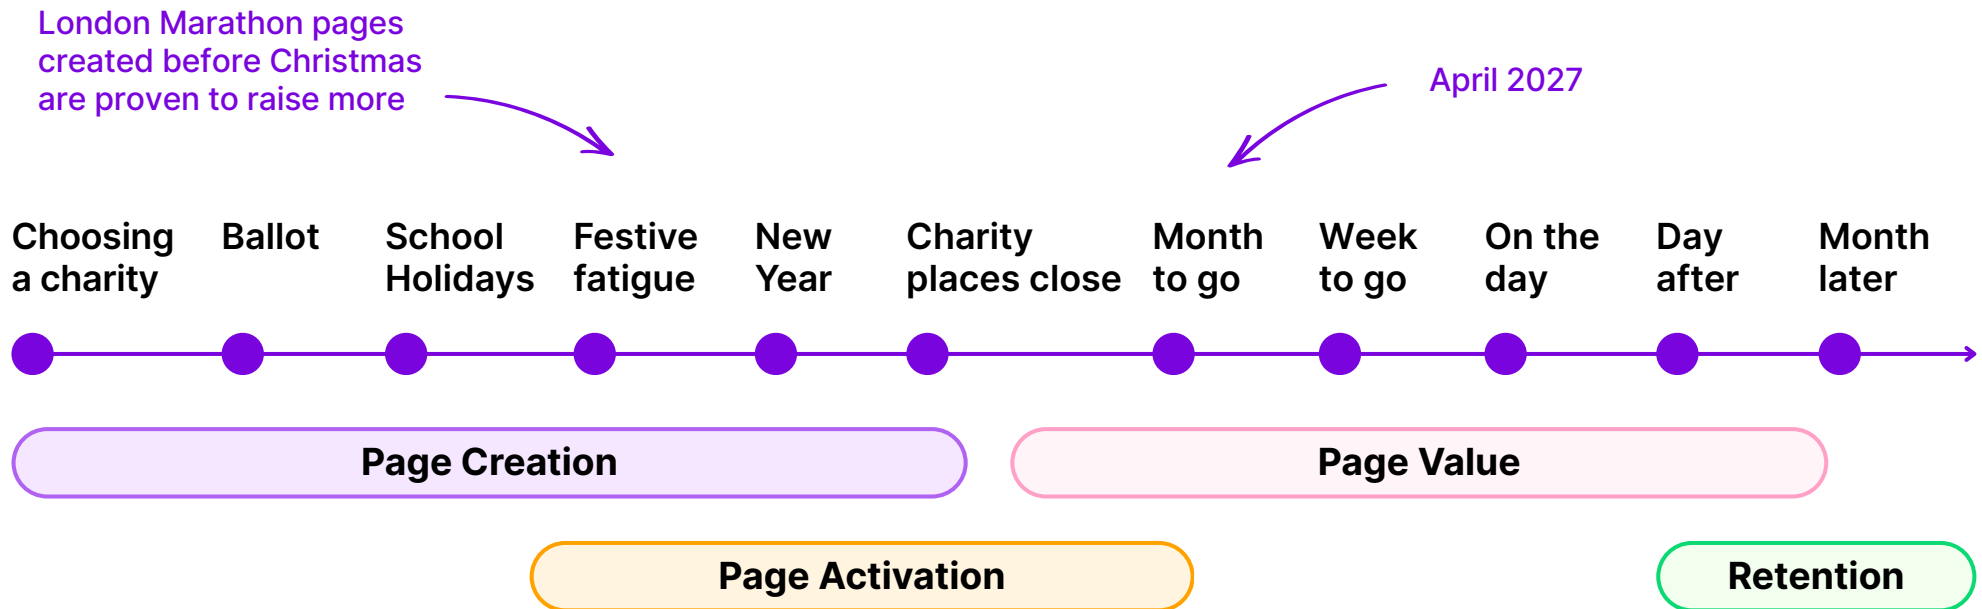 London Marathon pages
created before Christmas
are proven to raise more
April 2027
Choosing
a charity
Ballot
School
Holidays
Festive
fatigue
New
Year
Charity
places close
Month
to go
Week
to go
On the
day
Day
after
Month
later
Page Creation
Page Value
Page Activation
Retention